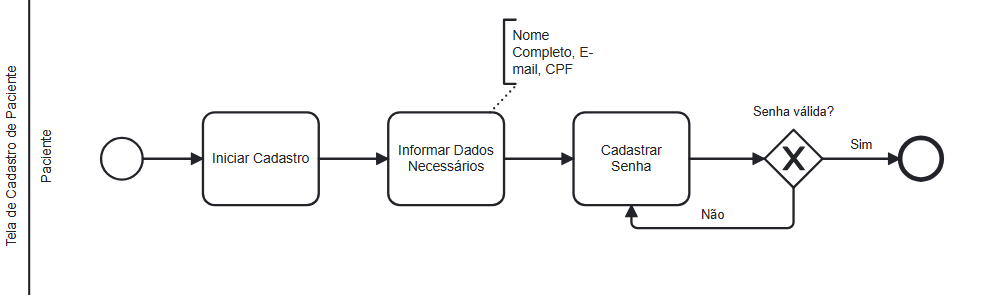 Tela de Cadastro de Paciente
Paciente
Iniciar Cadastro
Informar Dados
Necessários
Nome
Completo, E-
mail, CPF
Cadastrar
Senha
Senha válida?
Sim
Não